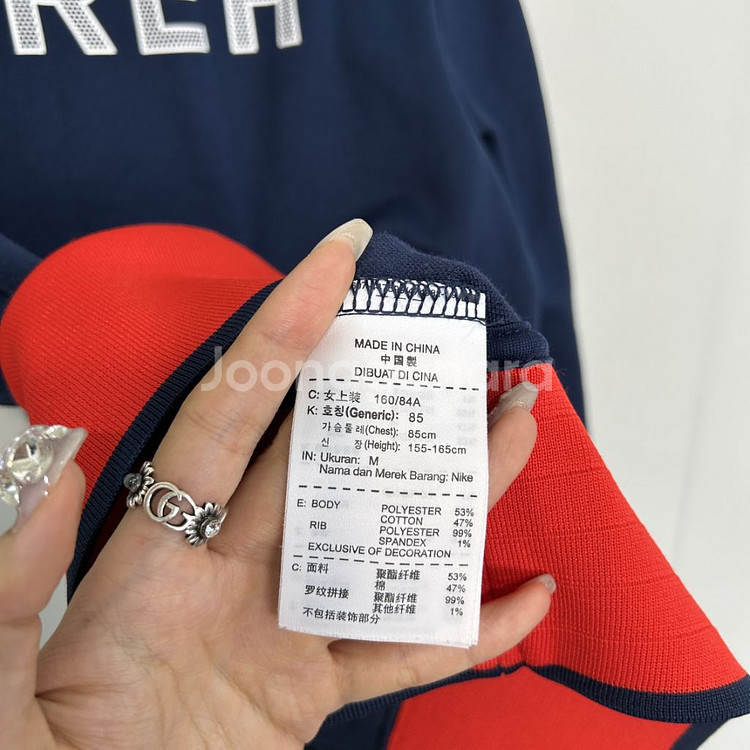 REH
MADE IN CHINA
中国製
DIBUAT DI CINA
C: 女上装 160/84A
K: 호칭(Generic): 85
가슴둘레(Chest): 85cm
신 장(Height): 155-165cm
IN: Ukuran: M
Nama dan Merek Barang: Nike
E: BODY POLYESTER 53%
COTTON 47%
RIB POLYESTER 99%
SPANDEX 1%
EXCLUSIVE OF DECORATION
C: 面料 聚酯纤维 53%
棉 47%
罗纹拼接 聚酯纤维 99%
其他纤维 1%
不包括装饰部分